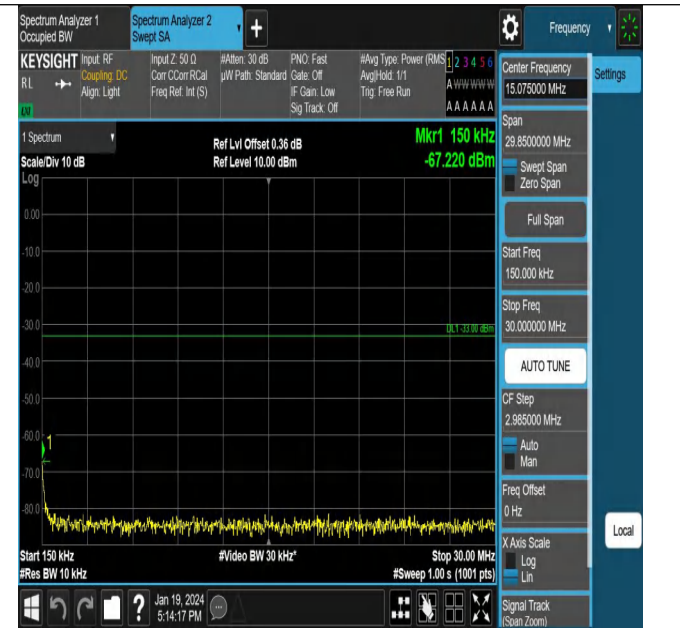 Spectrum Analyzer 1
Occupied BW
Spectrum Analyzer 2
Swept SA
+
Frequency
KEYSIGHT
RL
Input: RF
Coupling: DC
Align: Light
Input Z: 50 Ω
Corr CCorr RCal
Freq Ref: Int (S)
#Atten: 30 dB
µW Path: Standard
PNO: Fast
Gate: Off
IF Gain: Low
Sig Track: Off
#Avg Type: Power (RMS
Avg|Hold: 1/1
Trig: Free Run
1 2 3 4 5 6
A W W W W W
A A A A A A
1 Spectrum
Scale/Div 10 dB
Log
Ref Lvl Offset 0.36 dB
Ref Level 10.00 dBm
Mkr1 150 kHz
-67.220 dBm
0.00
-10.0
-20.0
-30.0
DL1 -33.00 dBm
-40.0
-50.0
-60.0
1
-70.0
-80.0
Start 150 kHz
#Res BW 10 kHz
#Video BW 30 kHz*
Stop 30.00 MHz
#Sweep 1.00 s (1001 pts)
Jan 19, 2024
5:14:17 PM
Center Frequency
15.075000 MHz
Settings
Span
29.8500000 MHz
Swept Span
Zero Span
Full Span
Start Freq
150.000 kHz
Stop Freq
30.000000 MHz
AUTO TUNE
CF Step
2.985000 MHz
Auto
Man
Freq Offset
0 Hz
X Axis Scale
Log
Lin
Local
Signal Track
(Span Zoom)